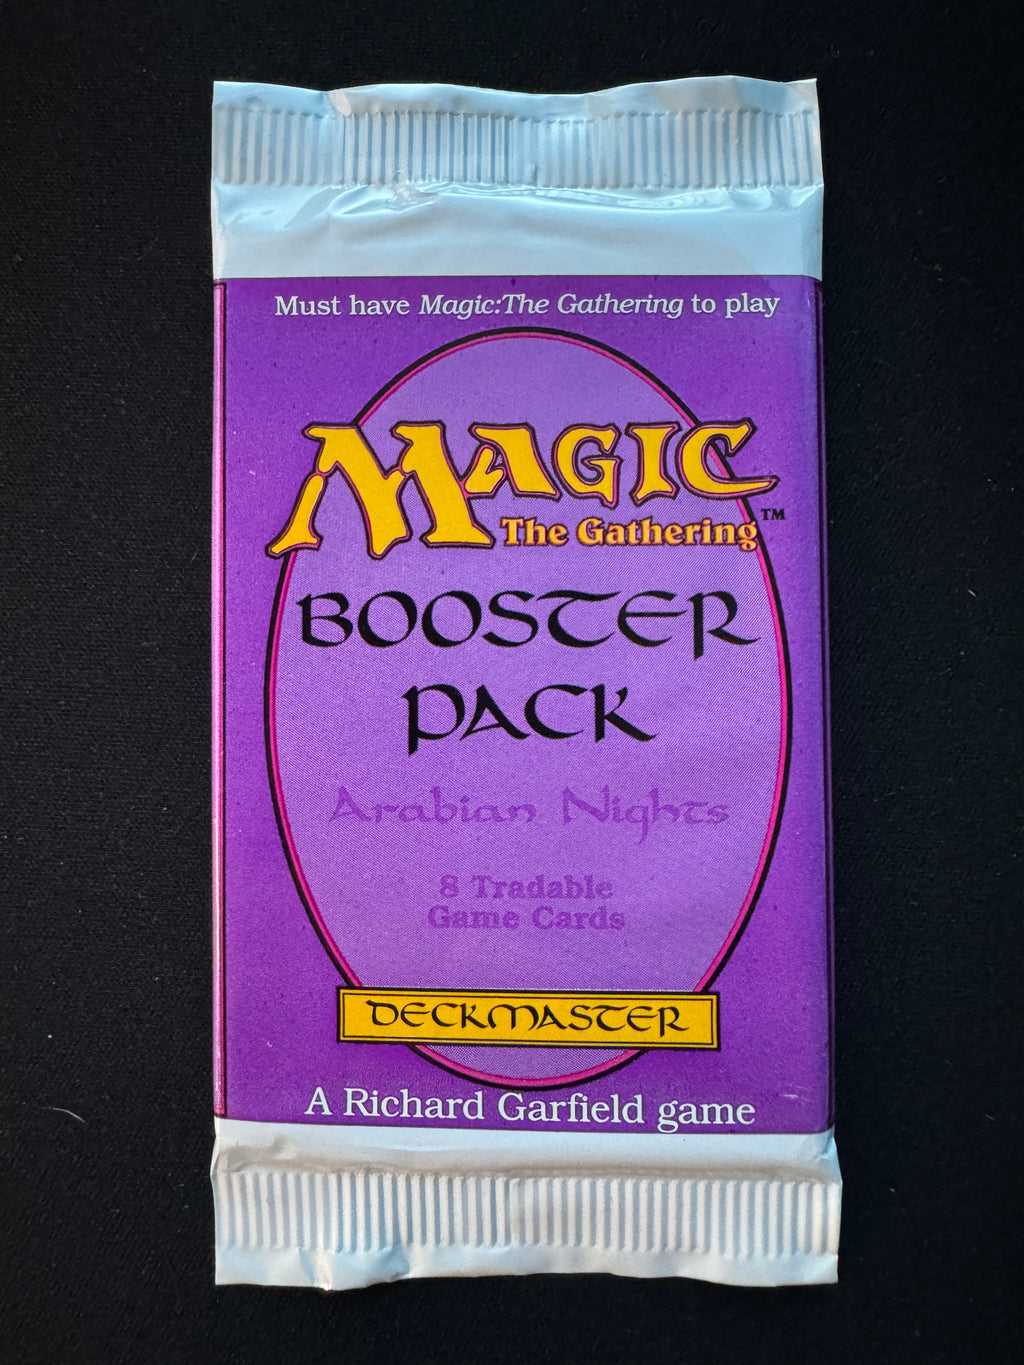 Must have Magic:The Gathering to play
MAGIC
The Gathering™
BOOSTER
PACK
Arabian Nights
8 Tradable
Game Cards
DECKMASTER
A Richard Garfield game